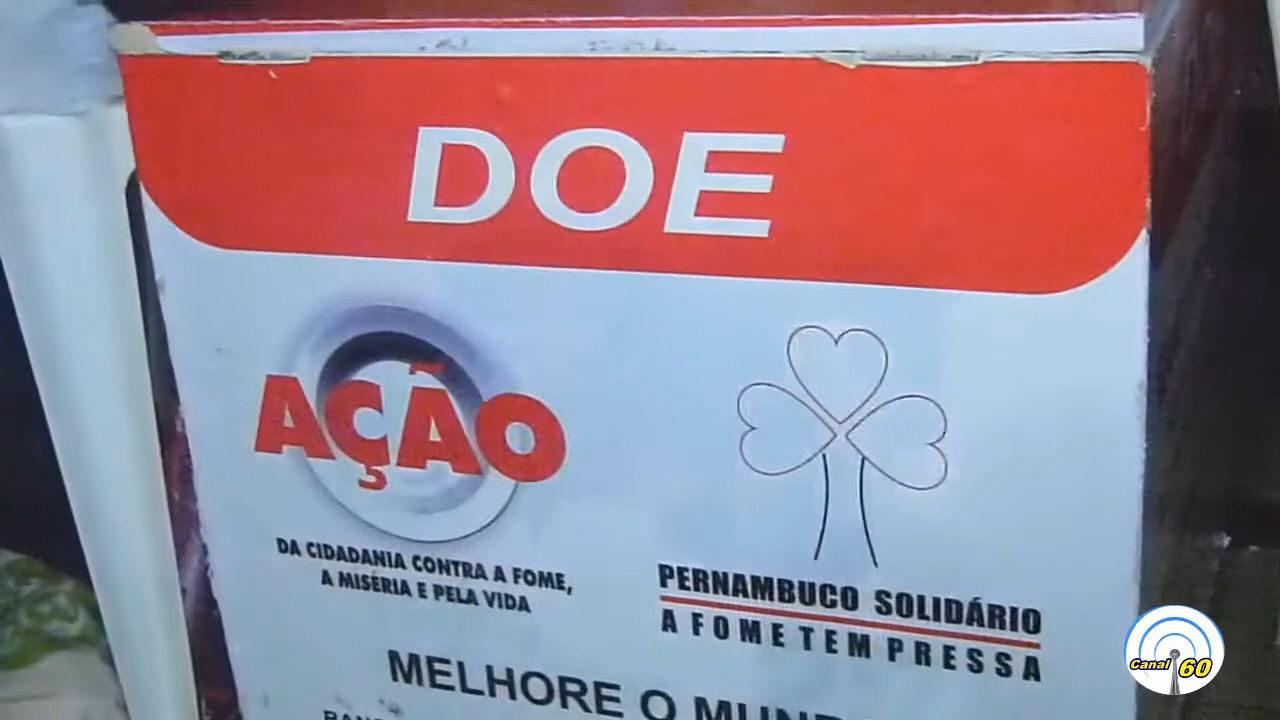 DOE
AÇÃO
DA CIDADANIA CONTRA A FOME,
A MISÉRIA E PELA VIDA
PERNAMBUCO SOLIDÁRIO
A FOME TEM PRESSA
MELHORE O
Canal 60